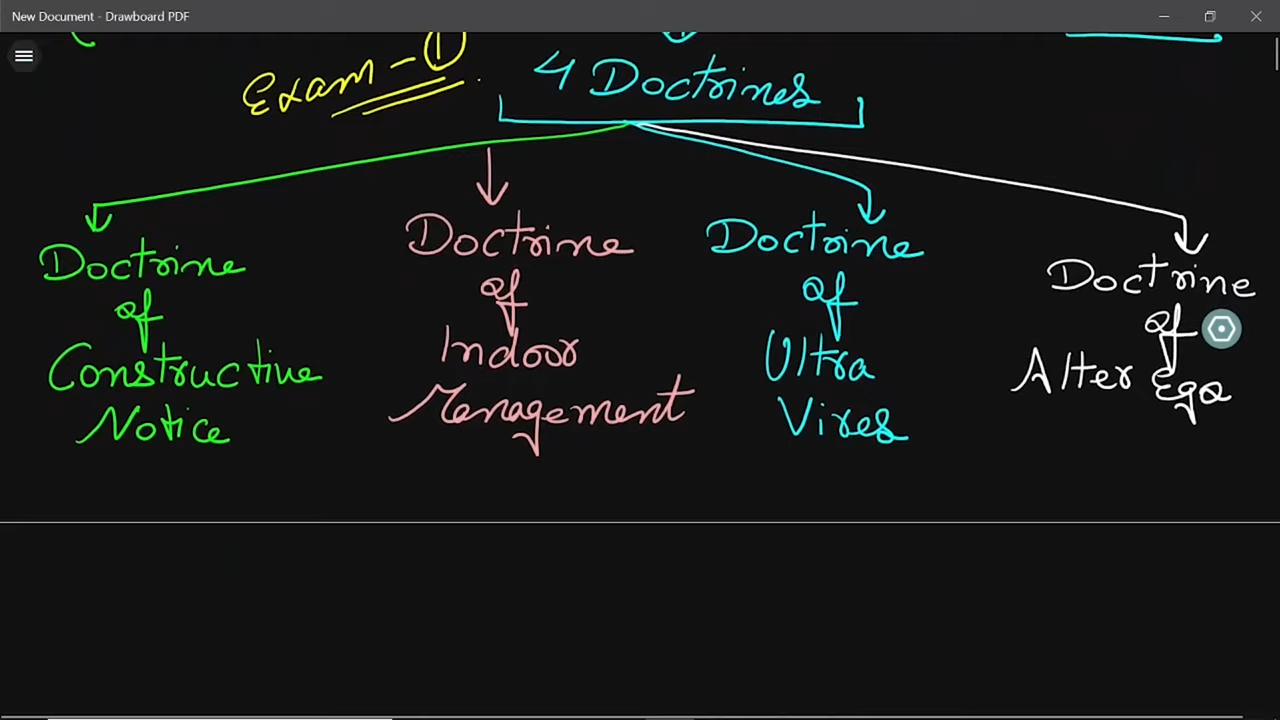 New Document - Drawboard PDF
Exam - 1
4 Doctrines
Doctrine
of
Constructive
Notice
Doctrine
of
Indoor
Management
Doctrine
of
Ultra
Vires
Doctrine
of
Alter Ego